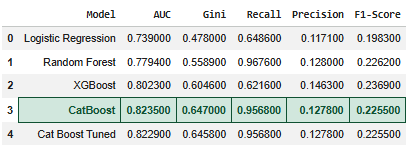 Model AUC Gini Recall Precision F1-Score
0 Logistic Regression 0.739000 0.478000 0.648600 0.117100 0.198300
1 Random Forest 0.779400 0.558900 0.967600 0.128000 0.226200
2 XGBoost 0.802300 0.604600 0.621600 0.146300 0.236900
3 CatBoost 0.823500 0.647000 0.956800 0.127800 0.225500
4 Cat Boost Tuned 0.822900 0.645800 0.956800 0.127800 0.225500